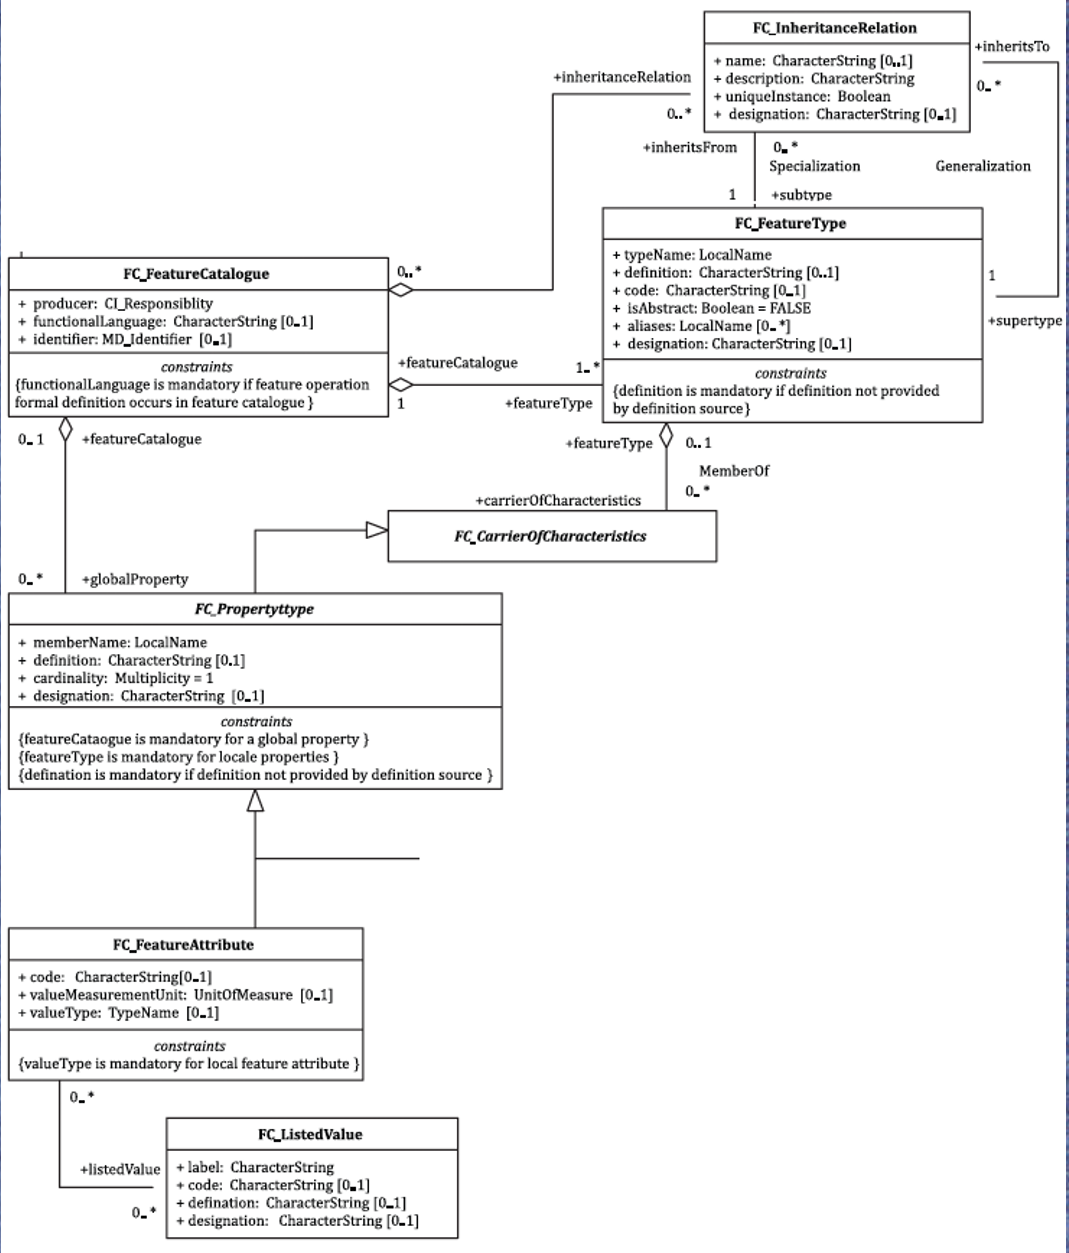 FC_InheritanceRelation
+ name: CharacterString [0..1]
+ description: CharacterString
+ uniqueInstance: Boolean
+ designation: CharacterString [0..1]
+inheritsTo
0..*
+inheritanceRelation
0..*
+inheritsFrom
0..*
Specialization
Generalization
1
+subtype
FC_FeatureType
+ typeName: LocalName
+ definition: CharacterString [0..1]
+ code: CharacterString [0..1]
+ isAbstract: Boolean = FALSE
+ aliases: LocalName [0..*]
+ designation: CharacterString [0..1]
constraints
{definition is mandatory if definition not provided
by definition source}
1
+supertype
FC_FeatureCatalogue
+ producer: CI_Responsiblity
+ functionalLanguage: CharacterString [0..1]
+ identifier: MD_Identifier [0..1]
constraints
{functionalLanguage is mandatory if feature operation
formal definition occurs in feature catalogue }
0..*
+featureCatalogue
1..*
1
+featureType
0..1
+featureCatalogue
+featureType
0..1
MemberOf
0..*
+carrierOfCharacteristics
FC_CarrierOfCharacteristics
0..*
+globalProperty
FC_Propertyttype
+ memberName: LocalName
+ definition: CharacterString [0.1]
+ cardinality: Multiplicity = 1
+ designation: CharacterString [0..1]
constraints
{featureCataogue is mandatory for a global property }
{featureType is mandatory for locale properties }
{defination is mandatory if definition not provided by definition source }
FC_FeatureAttribute
+ code: CharacterString[0..1]
+ valueMeasurementUnit: UnitOfMeasure [0..1]
+ valueType: TypeName [0..1]
constraints
{valueType is mandatory for local feature attribute }
0..*
FC_ListedValue
+ label: CharacterString
+ code: CharacterString [0..1]
+ defination: CharacterString [0..1]
+ designation: CharacterString [0..1]
+listedValue
0..*